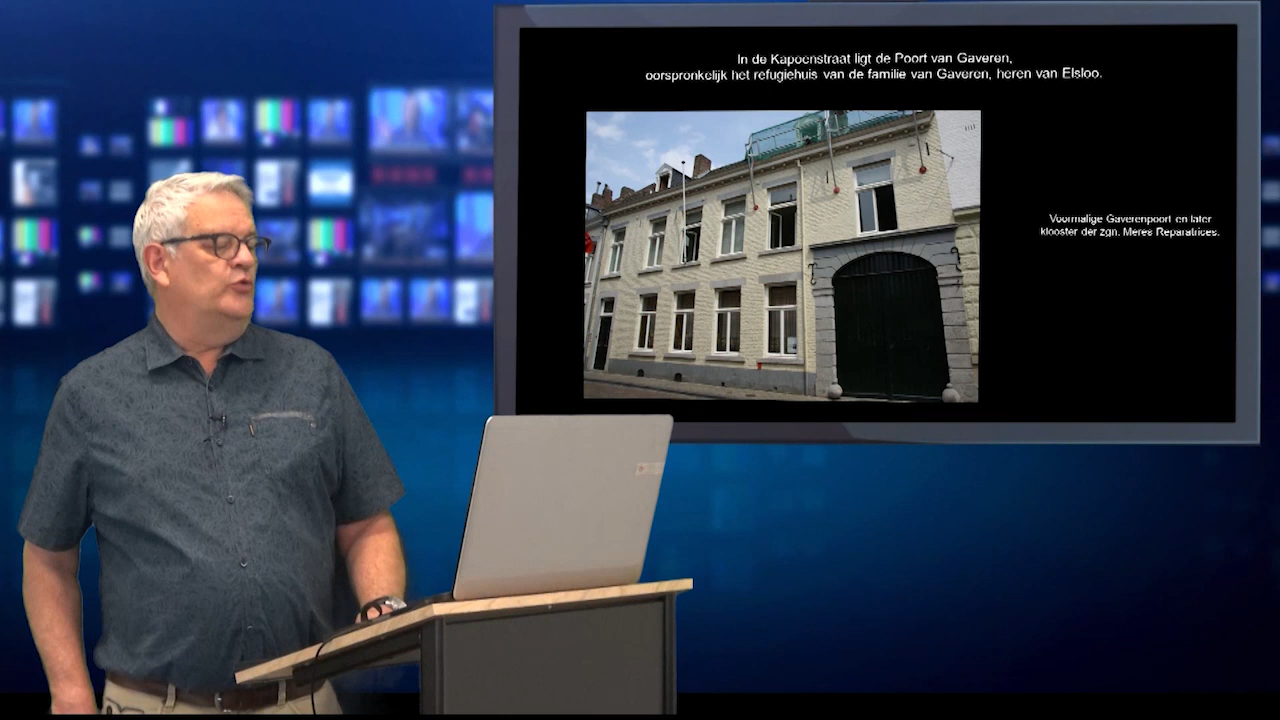 In de Kapoenstraat ligt de Poort van Gaveren,
oorspronkelijk het refugiehuis van de familie van Gaveren, heren van Elsloo.
Voormalige Gaverenpoort en later
klooster der zgn. Meres Reparatrices.